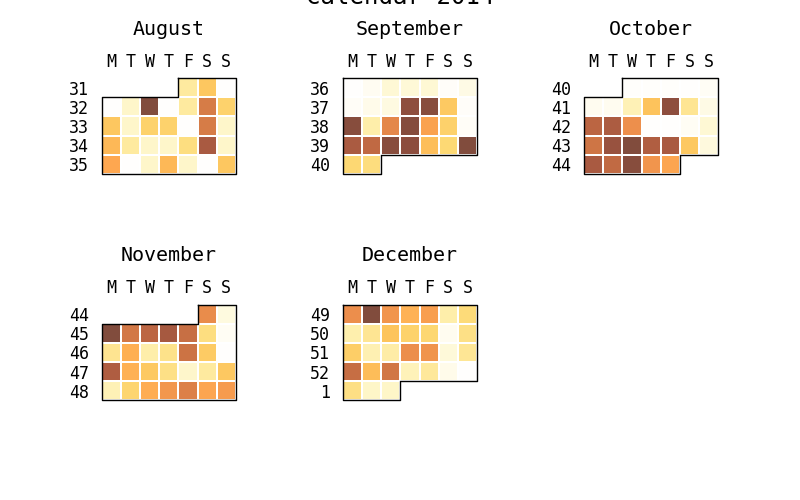 Calendar 2014
August September October
M T W T F S S M T W T F S S M T W T F S S
31 36 40
32 37 41
33 38 42
34 39 43
35 40 44
November December
M T W T F S S M T W T F S S
44 49
45 50
46 51
47 52
48 1